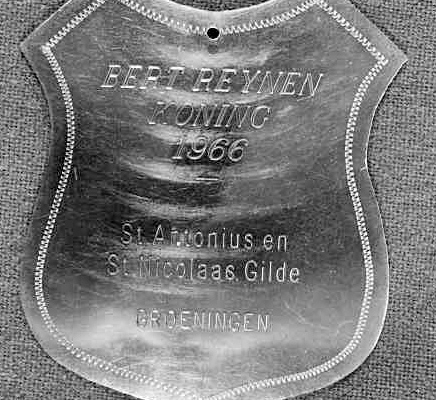 BERT REYNEN
KONING
1966
St. Antonius en
St. Nicolaas Gilde
GROENINGEN